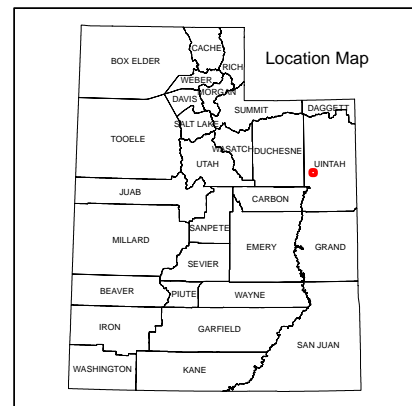 Location Map
BOX ELDER
CACHE
RICH
WEBER
MORGAN
DAVIS
SUMMIT
DAGGETT
SALT LAKE
TOOELE
WASATCH
DUCHESNE
UTAH
UINTAH
JUAB
CARBON
SANPETE
MILLARD
EMERY
GRAND
SEVIER
BEAVER
PIUTE
WAYNE
IRON
GARFIELD
SAN JUAN
WASHINGTON
KANE